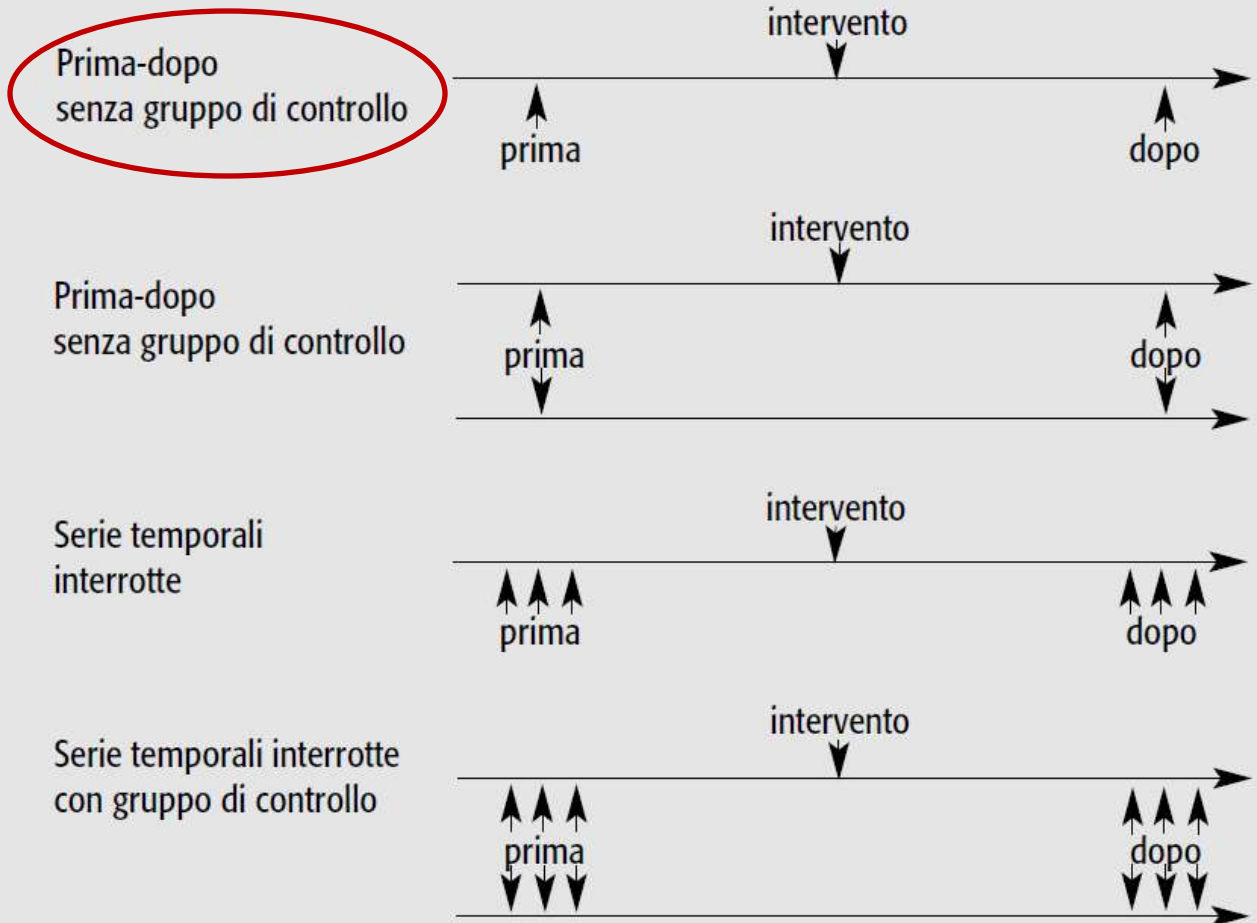 intervento
Prima-dopo
senza gruppo di controllo
prima
dopo
intervento
Prima-dopo
senza gruppo di controllo
prima
dopo
intervento
Serie temporali
interrotte
prima
dopo
intervento
Serie temporali interrotte
con gruppo di controllo
prima
dopo